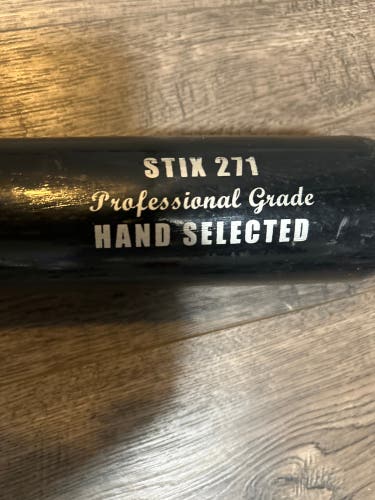 STIX 271
Professional Grade
HAND SELECTED